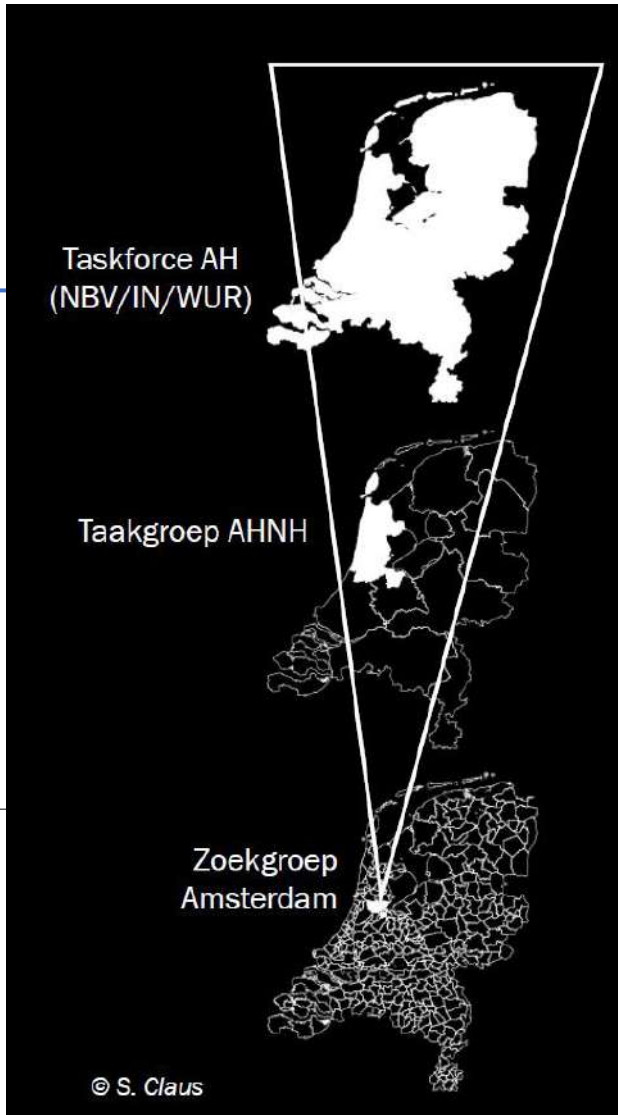 Taskforce AH
(NBV/IN/WUR)
Taakgroep AHNH
Zoekgroep
Amsterdam
© S. Claus